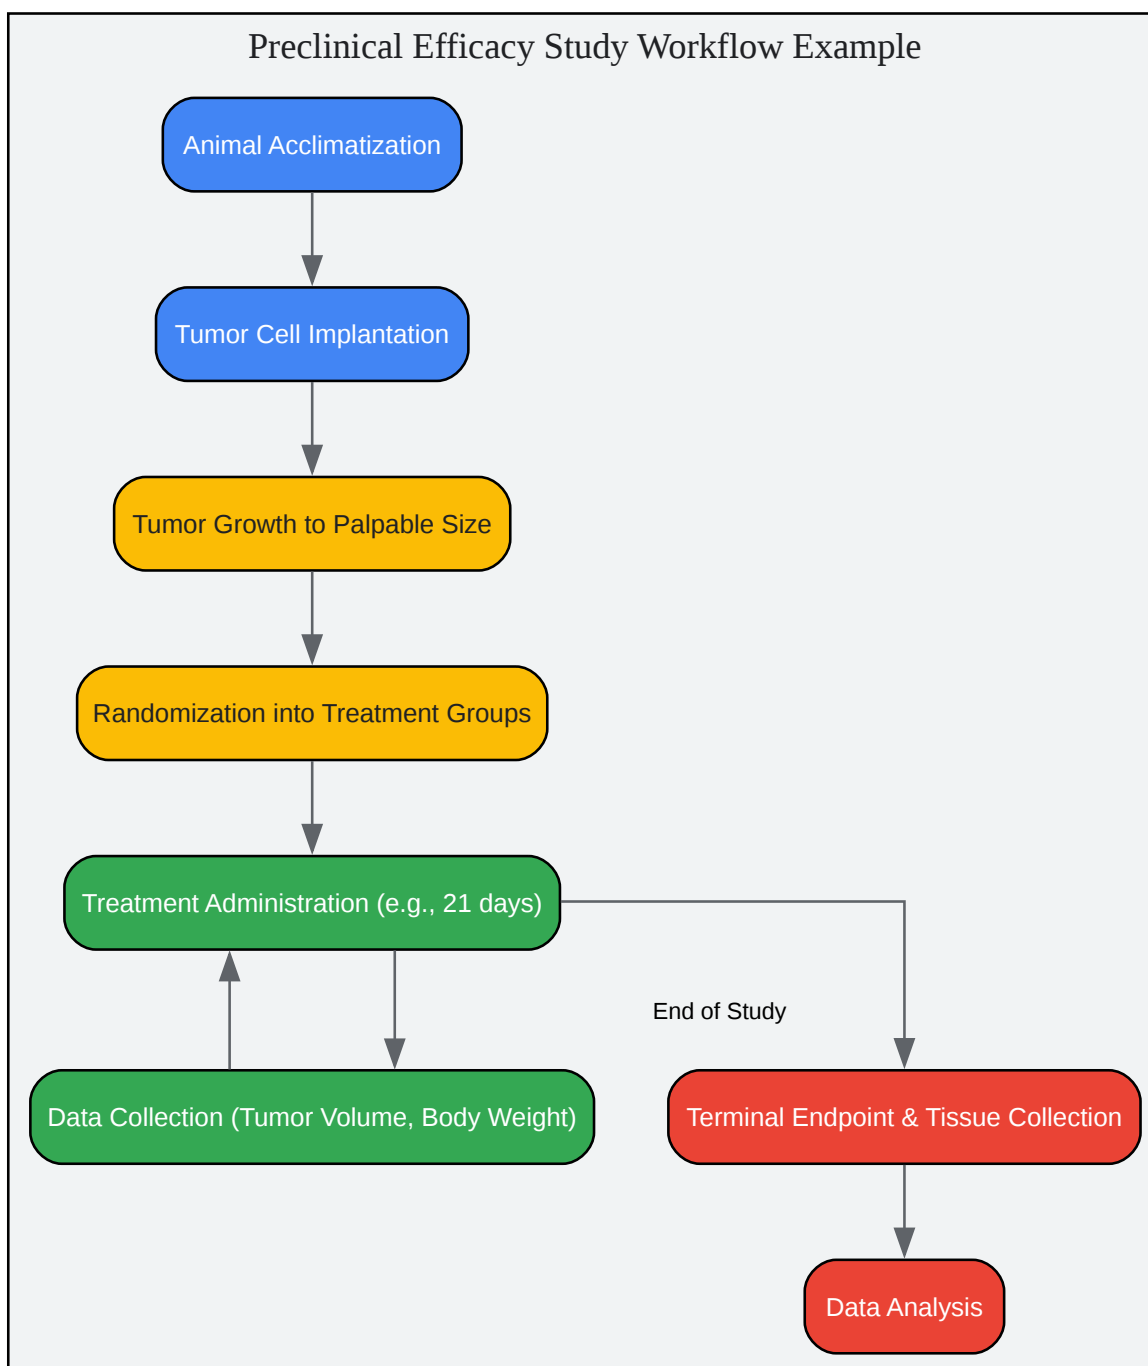 Preclinical Efficacy Study Workflow Example
Animal Acclimatization
Tumor Cell Implantation
Tumor Growth to Palpable Size
Randomization into Treatment Groups
Treatment Administration (e.g., 21 days)
End of Study
Data Collection (Tumor Volume, Body Weight)
Terminal Endpoint & Tissue Collection
Data Analysis